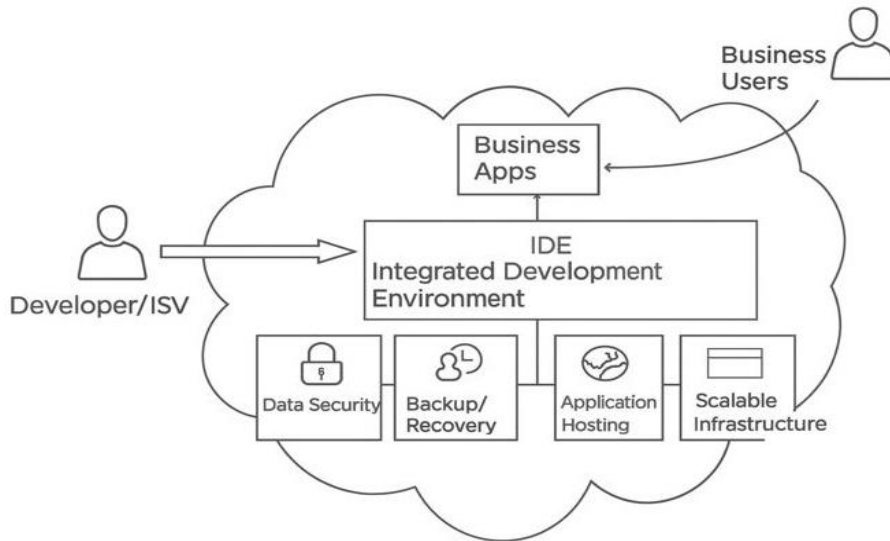 Business
Users
Business
Apps
IDE
Integrated Development
Environment
Developer/ISV
Data Security
Backup/
Recovery
Application
Hosting
Scalable
Infrastructure